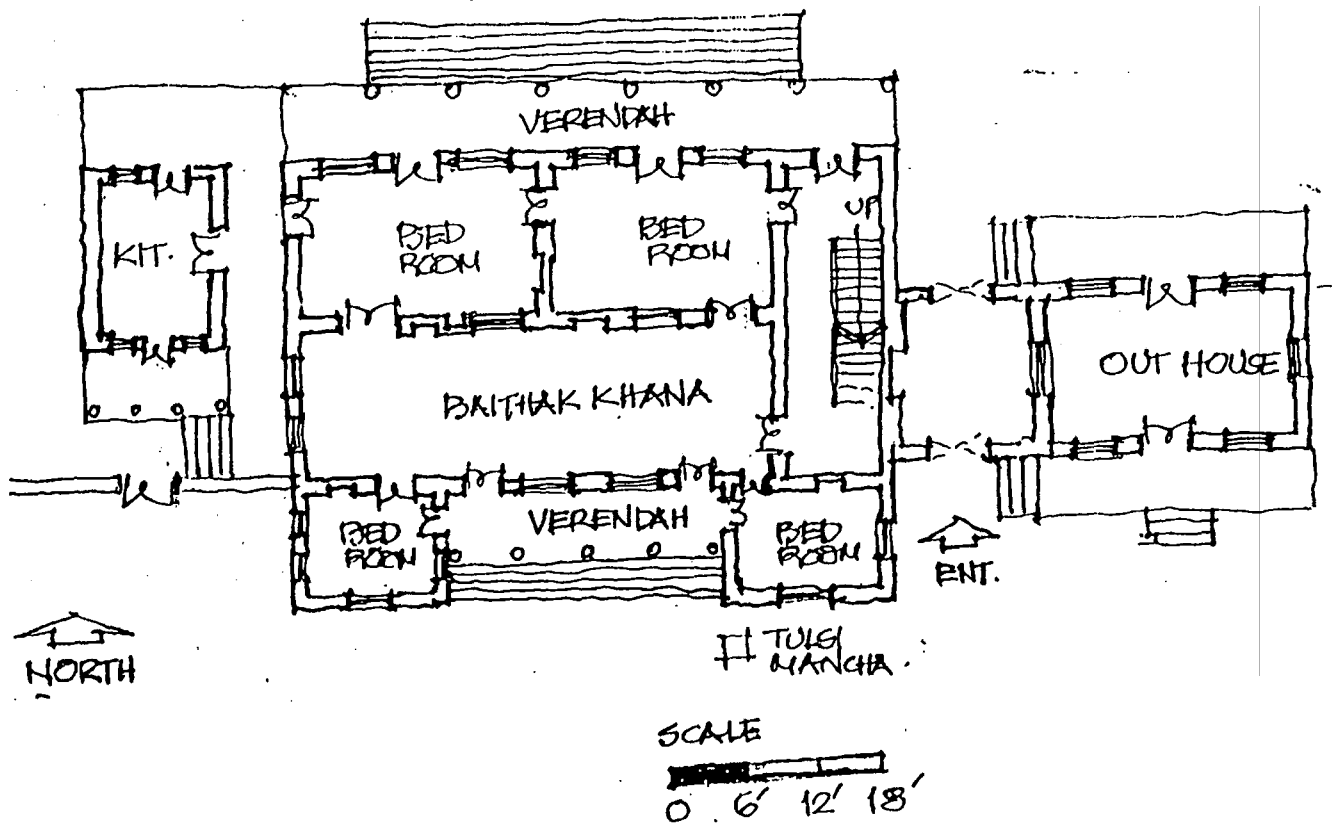 VERENDAH
KIT.
BED
ROOM
BED
ROOM
UP
OUT HOUSE
BAITHAK KHANA
VERENDAH
BED
ROOM
BED
ROOM
ENT.
NORTH
TULSI
MANCHA.
SCALE
0 6' 12' 18'